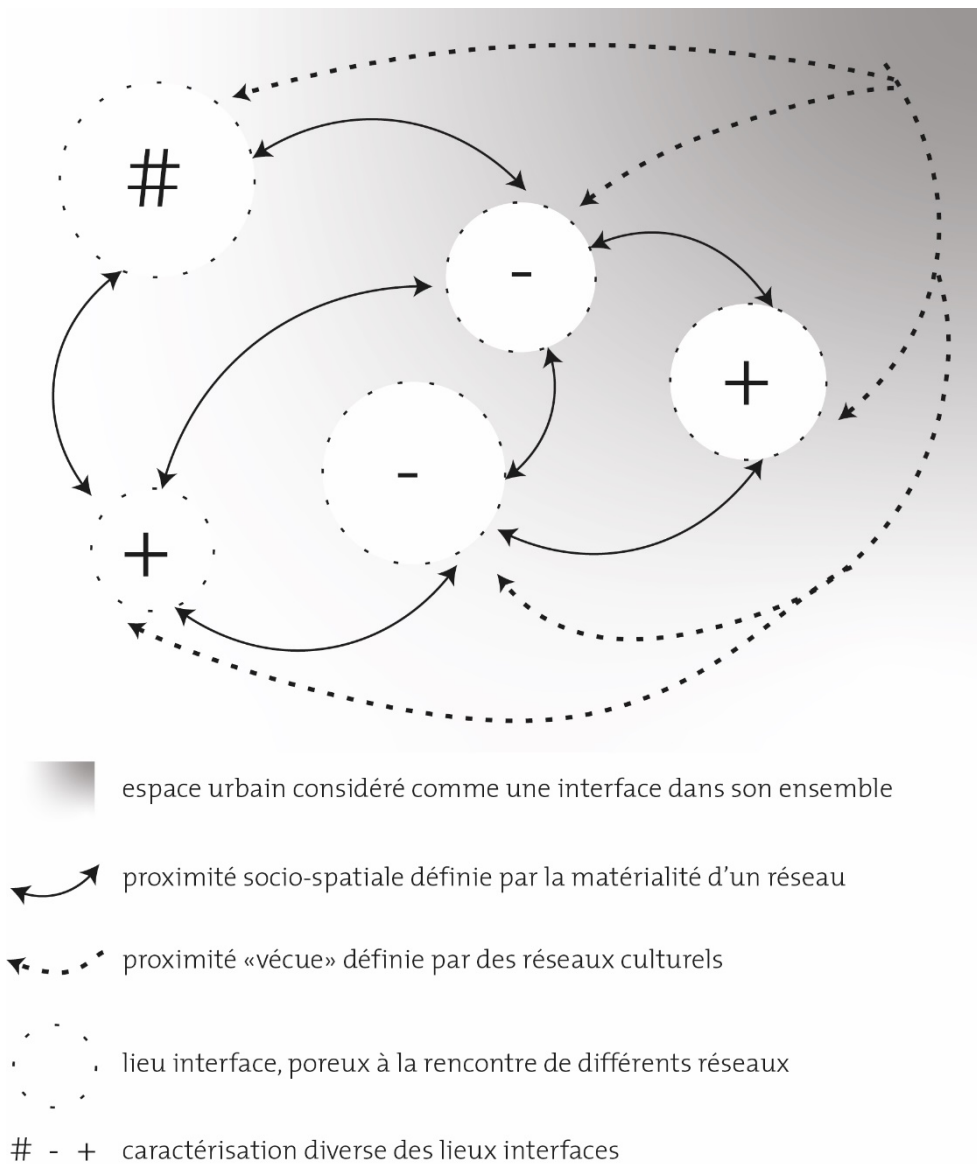 #
-
+
-
+
espace urbain considéré comme une interface dans son ensemble
proximité socio-spatiale définie par la matérialité d’un réseau
proximité «vécue» définie par des réseaux culturels
lieu interface, poreux à la rencontre de différents réseaux
# - + caractérisation diverse des lieux interfaces